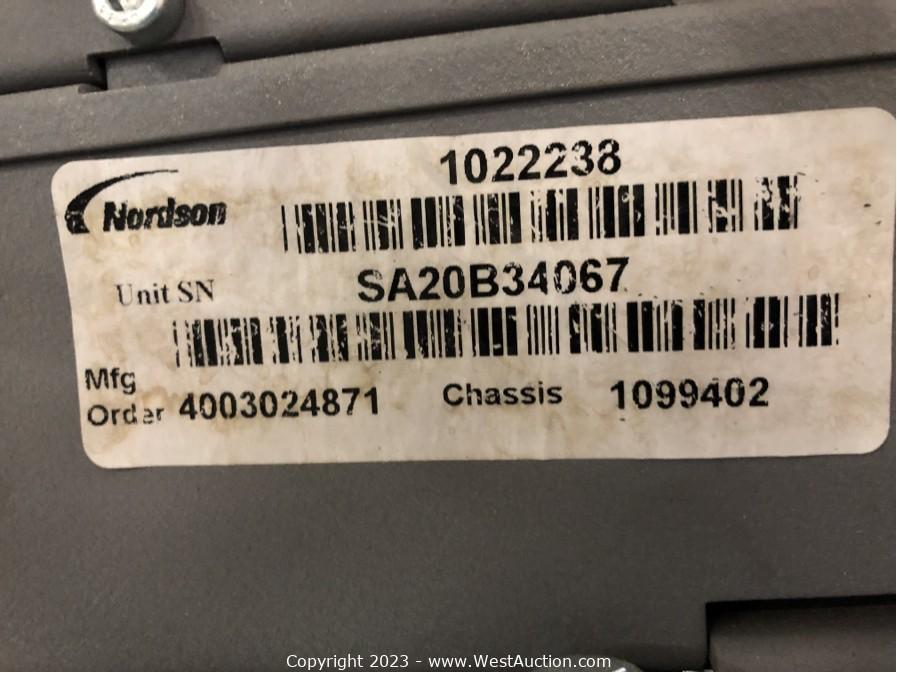 1022238
Nordson
Unit SN SA20B34067
Mfg
Order 4003024871 Chassis 1099402
Copyright 2023 - www.WestAuction.com